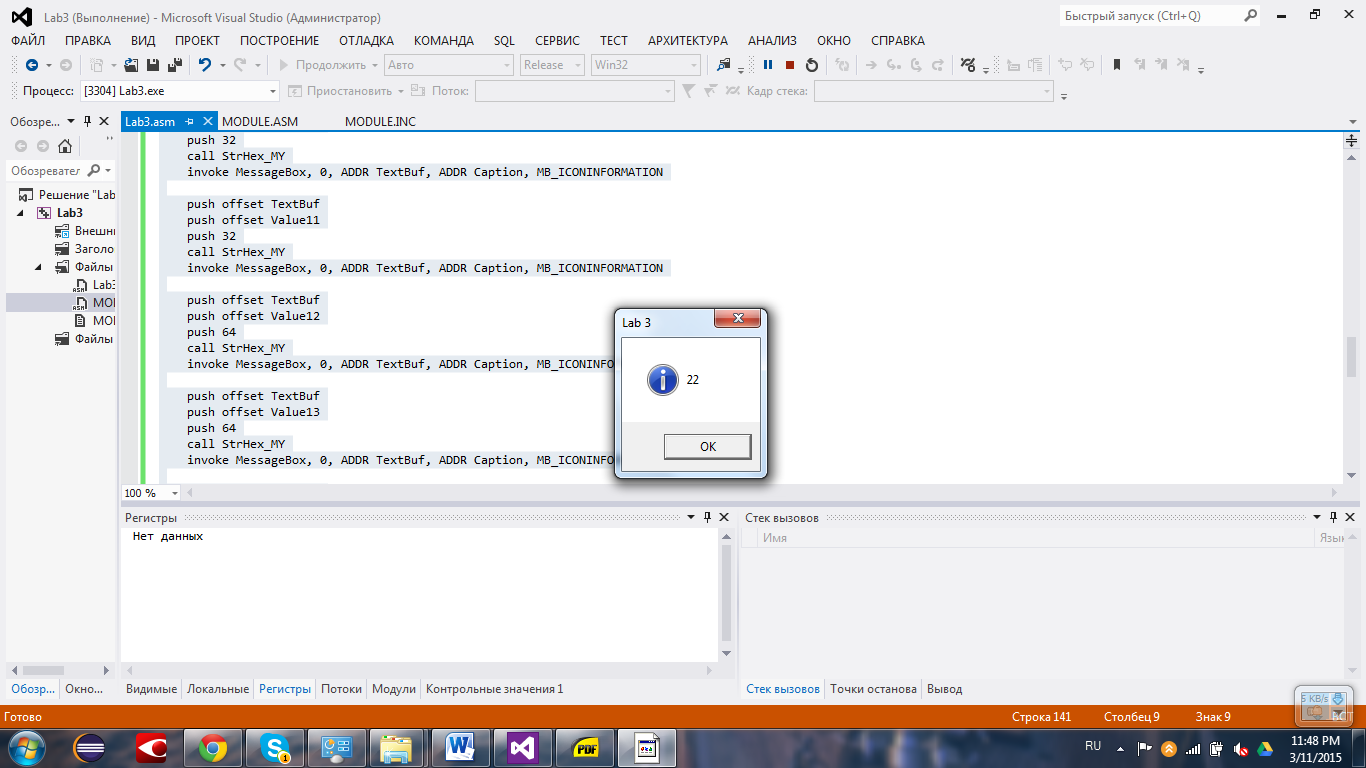 Lab3 (Выполнение) - Microsoft Visual Studio (Администратор)
Быстрый запуск (Ctrl+Q)
ФАЙЛ ПРАВКА ВИД ПРОЕКТ ПОСТРОЕНИЕ ОТЛАДКА КОМАНДА SQL СЕРВИС ТЕСТ АРХИТЕКТУРА АНАЛИЗ ОКНО СПРАВКА
Продолжить Авто Release Win32
Процесс: [3304] Lab3.exe Приостановить Поток: Кадр стека:
Обозре...
Lab3.asm MODULE.ASM MODULE.INC
Обозревател
Решение "Lab
Lab3
Внешни
Заголо
Файлы
Lab3
MOI
MOI
Файлы
push 32
call StrHex_MY
invoke MessageBox, 0, ADDR TextBuf, ADDR Caption, MB_ICONINFORMATION
push offset TextBuf
push offset Value11
push 32
call StrHex_MY
invoke MessageBox, 0, ADDR TextBuf, ADDR Caption, MB_ICONINFORMATION
push offset TextBuf
push offset Value12
push 64
call StrHex_MY
invoke MessageBox, 0, ADDR TextBuf, ADDR Caption, MB_ICONINFO
push offset TextBuf
push offset Value13
push 64
call StrHex_MY
invoke MessageBox, 0, ADDR TextBuf, ADDR Caption, MB_ICONINFO
Lab 3
22
OK
100 %
Регистры
Нет данных
Стек вызовов
Имя Язык
Обозр... Окно...
Видимые Локальные Регистры Потоки Модули Контрольные значения 1
Стек вызовов Точки останова Вывод
Готово Строка 141 Столбец 9 Знак 9 ВСТ
5 KB/s
1
PDF
RU
11:48 PM
3/11/2015